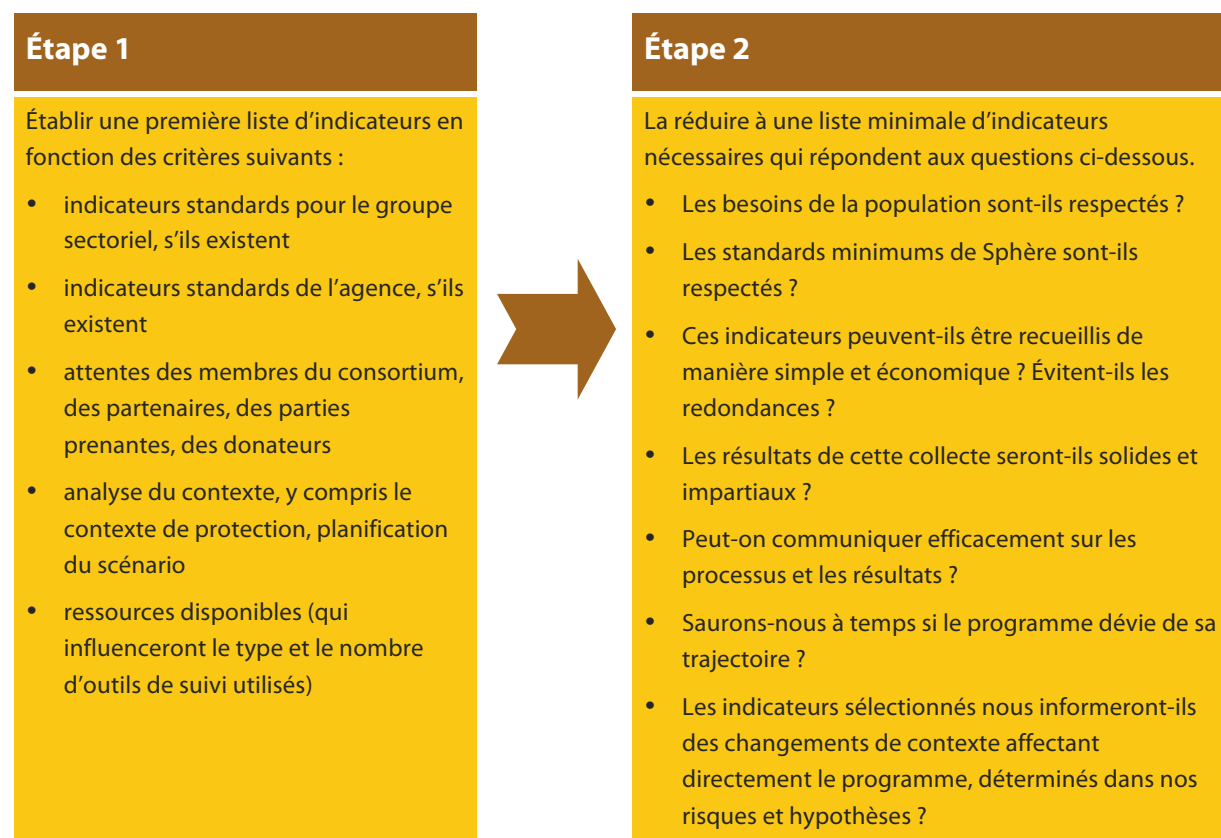 Étape 1
Établir une première liste d’indicateurs en
fonction des critères suivants :
• indicateurs standards pour le groupe
sectoriel, s’ils existent
• indicateurs standards de l’agence, s’ils
existent
• attentes des membres du consortium,
des partenaires, des parties
prenantes, des donateurs
• analyse du contexte, y compris le
contexte de protection, planification
du scénario
• ressources disponibles (qui
influenceront le type et le nombre
d’outils de suivi utilisés)
Étape 2
La réduire à une liste minimale d’indicateurs
nécessaires qui répondent aux questions ci-dessous.
• Les besoins de la population sont-ils respectés ?
• Les standards minimums de Sphère sont-ils
respectés ?
• Ces indicateurs peuvent-ils être recueillis de
manière simple et économique ? Évitent-ils les
redondances ?
• Les résultats de cette collecte seront-ils solides et
impartiaux ?
• Peut-on communiquer efficacement sur les
processus et les résultats ?
• Saurons-nous à temps si le programme dévie de sa
trajectoire ?
• Les indicateurs sélectionnés nous informeront-ils
des changements de contexte affectant
directement le programme, déterminés dans nos
risques et hypothèses ?